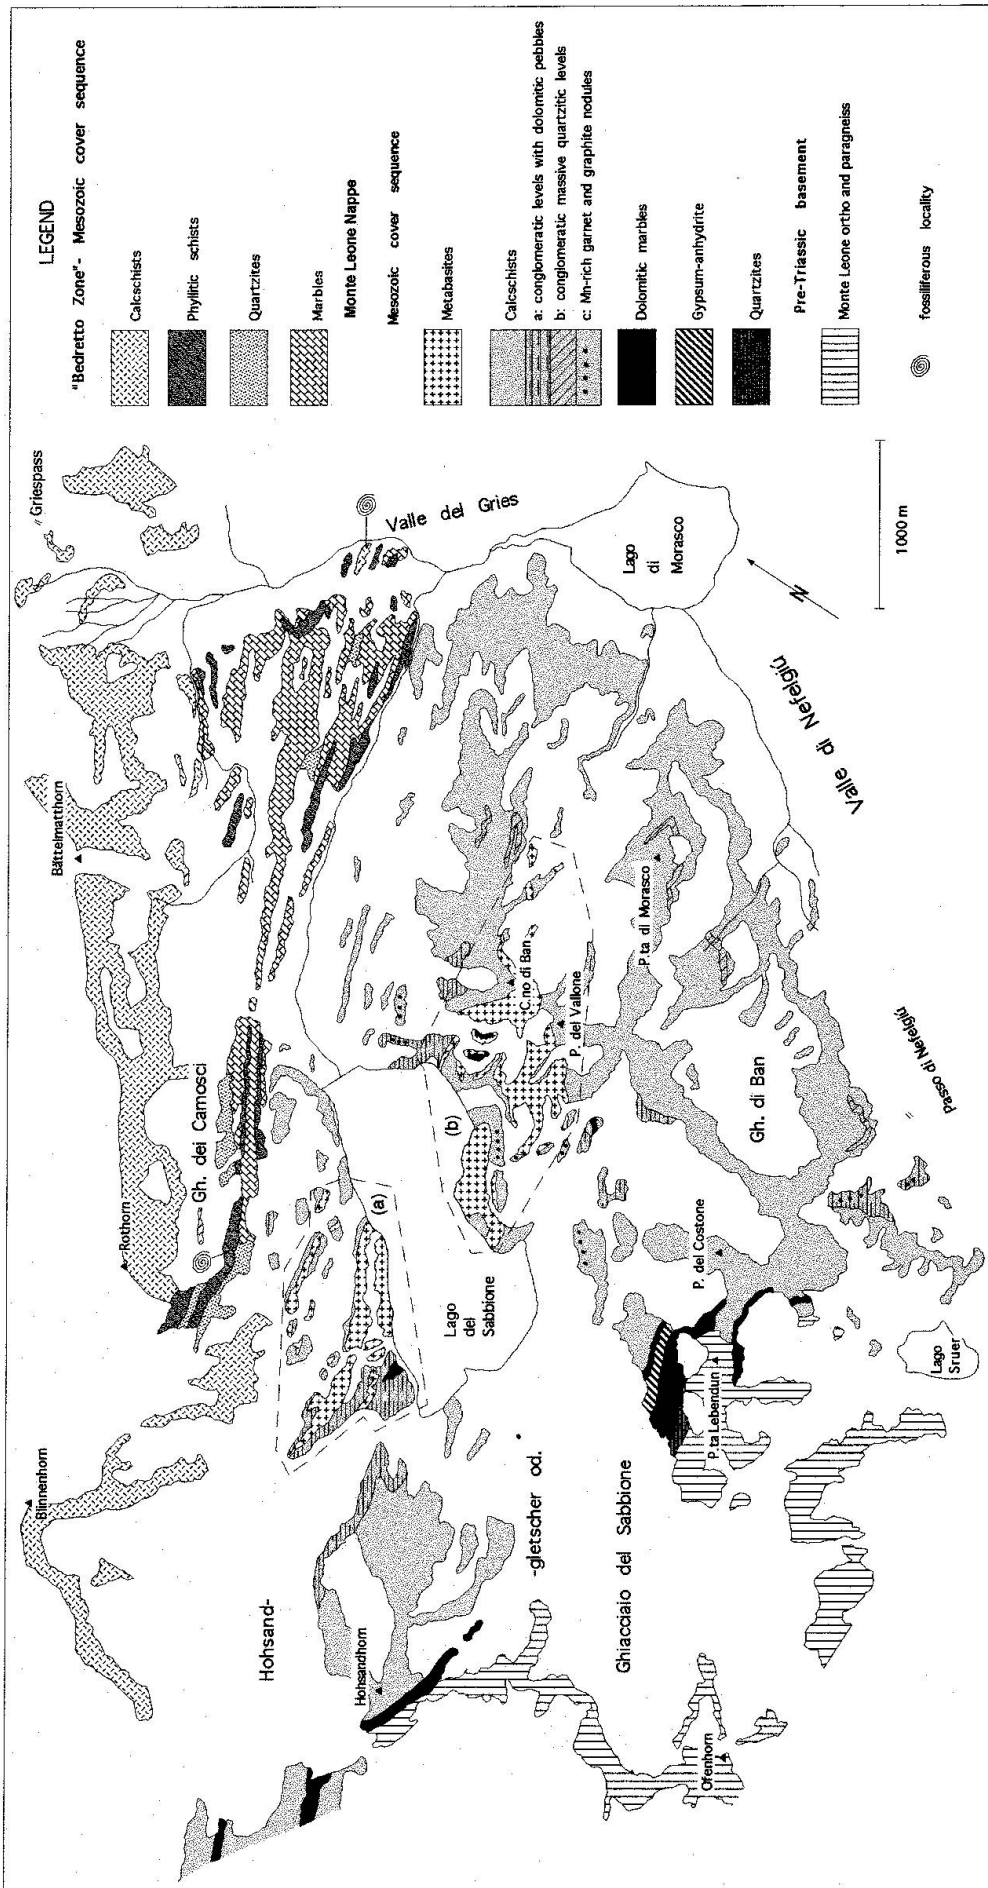 LEGEND
"Bedretto Zone"- Mesozoic cover sequence
Calcschists
Phyllitic schists
Quartzites
Marbles
Monte Leone Nappe
Mesozoic cover sequence
Metabasites
Calcschists
a: conglomeratic levels with dolomitic pebbles
b: conglomeratic massive quartzitic levels
c: Mn-rich garnet and graphite nodules
Dolomitic marbles
Gypsum-anhydrite
Quartzites
Pre-Triassic basement
Monte Leone ortho and paragneiss
fossiliferous locality
Blinnenhorn
Rothorn
Bättelmatthorn
"Griespass
Gh. dei Camosci
Valle del Gries
Hohsand-
Hohsandhorn
-gletscher od.
Ghiacciaio del Sabbione
(a)
(b)
Lago
del
Sabbione
C.no di Ban
P. del Vallone
Lago
di
Morasco
P.ta di Morasco
P. del Costone
P.ta Lebendun
Gh. di Ban
Valle di Nefelgiú
Passo di Nefelgiú
"
Lago
Sruer
Ofenhorn
N
1000 m